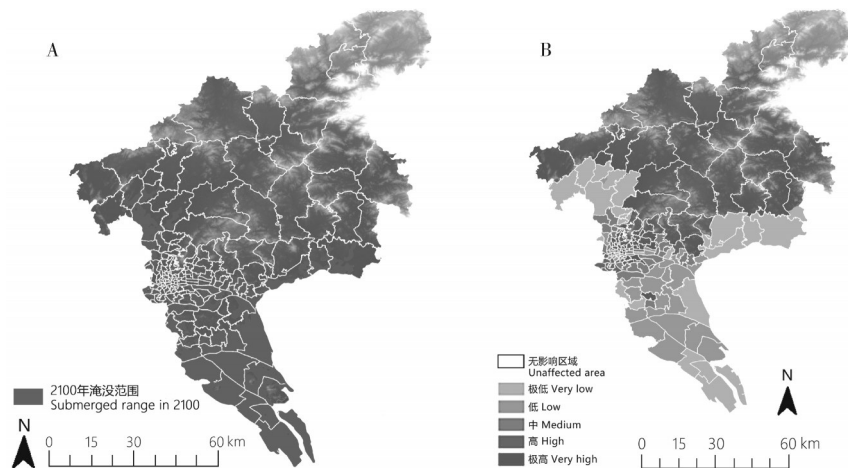 A
2100年淹没范围
Submerged range in 2100
N
0 15 30 60 km
B
无影响区域
Unaffected area
极低 Very low
低 Low
中 Medium
高 High
极高 Very high
N
0 15 30 60 km